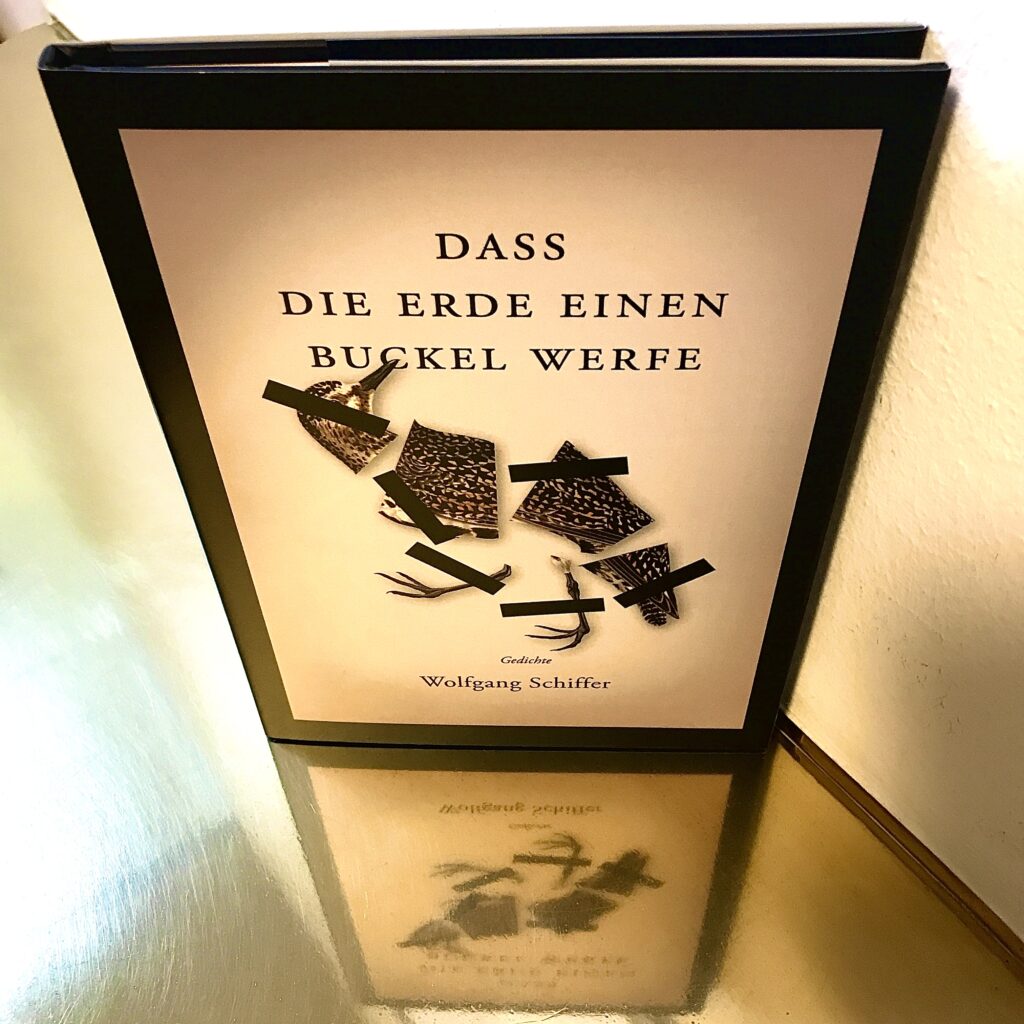 DASS
DIE ERDE EINEN
BUCKEL WERFE
Gedichte
Wolfgang Schiffer